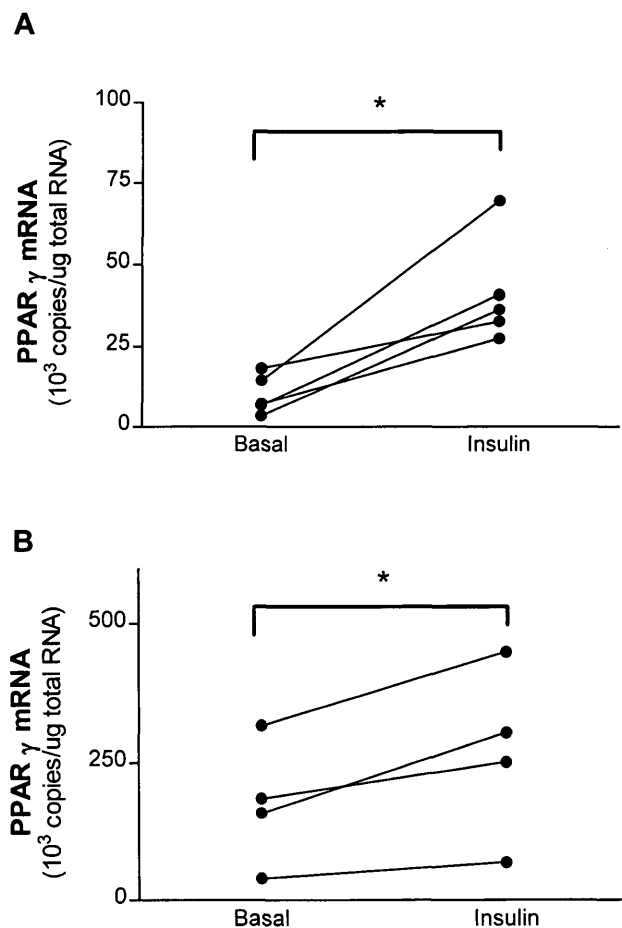 A
*
100
75
50
25
0
PPAR γ mRNA
(10³ copies/ug total RNA)
Basal Insulin
B
*
500
250
0
PPAR γ mRNA
(10³ copies/ug total RNA)
Basal Insulin